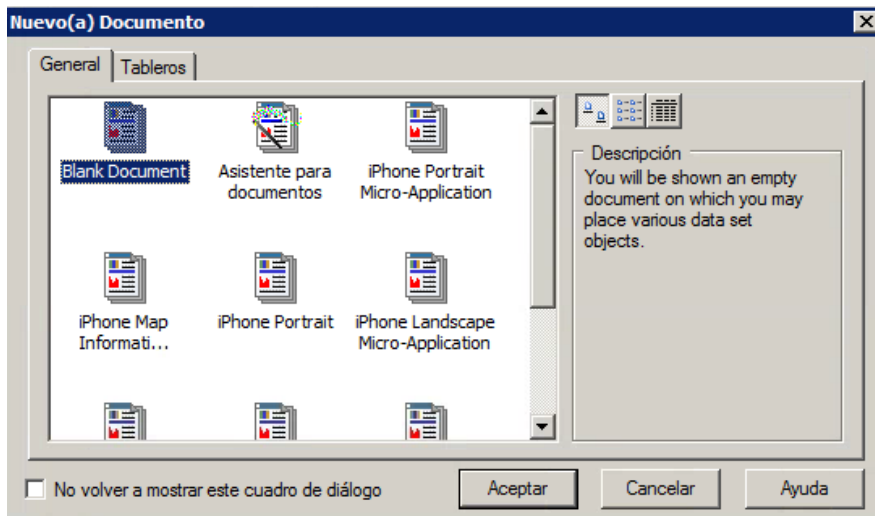 Nuevo(a) Documento
General
Tableros
Blank Document
Asistente para
documentos
iPhone Portrait
Micro-Application
iPhone Map
Informati...
iPhone Portrait
iPhone Landscape
Micro-Application
Descripción
You will be shown an empty
document on which you may
place various data set
objects.
No volver a mostrar este cuadro de diálogo
Aceptar
Cancelar
Ayuda